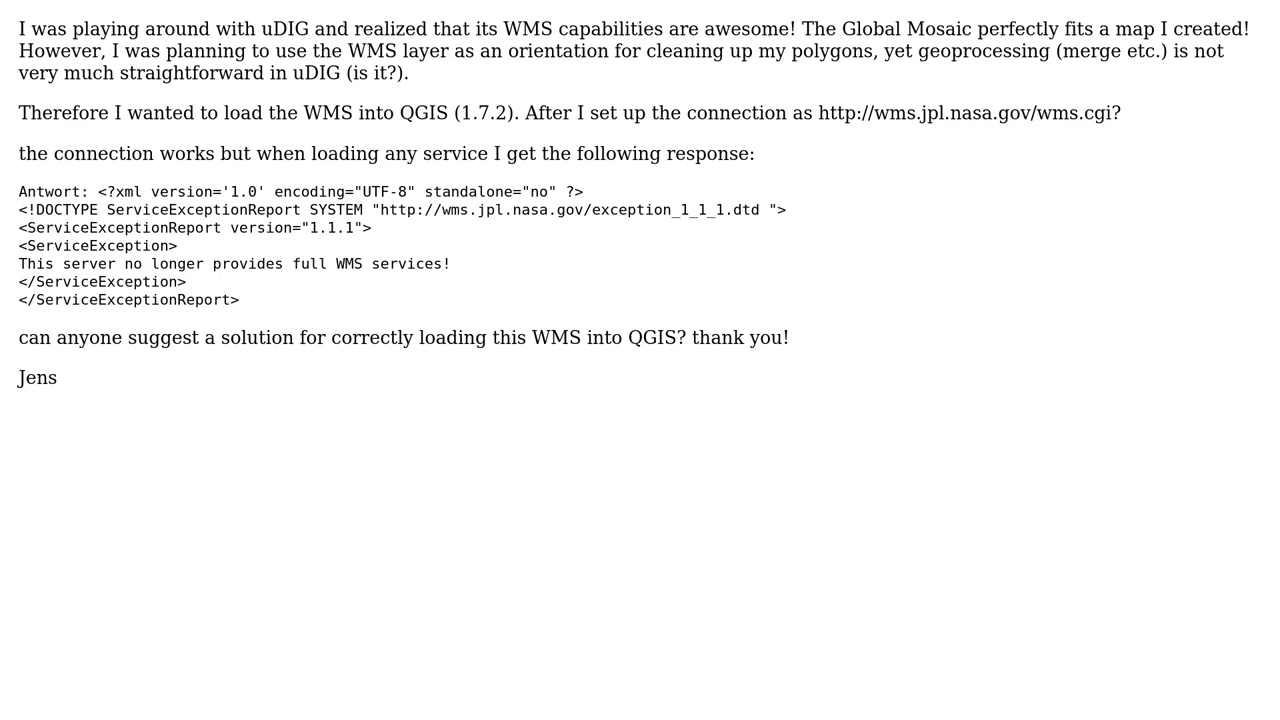 I was playing around with uDIG and realized that its WMS capabilities are awesome! The Global Mosaic perfectly fits a map I created!
However, I was planning to use the WMS layer as an orientation for cleaning up my polygons, yet geoprocessing (merge etc.) is not
very much straightforward in uDIG (is it?).
Therefore I wanted to load the WMS into QGIS (1.7.2). After I set up the connection as http://wms.jpl.nasa.gov/wms.cgi?
the connection works but when loading any service I get the following response:
Antwort: <?xml version='1.0' encoding="UTF-8" standalone="no" ?>
<!DOCTYPE ServiceExceptionReport SYSTEM "http://wms.jpl.nasa.gov/exception_1_1_1.dtd ">
<ServiceExceptionReport version="1.1.1">
<ServiceException>
This server no longer provides full WMS services!
</ServiceException>
</ServiceExceptionReport>
can anyone suggest a solution for correctly loading this WMS into QGIS? thank you!
Jens